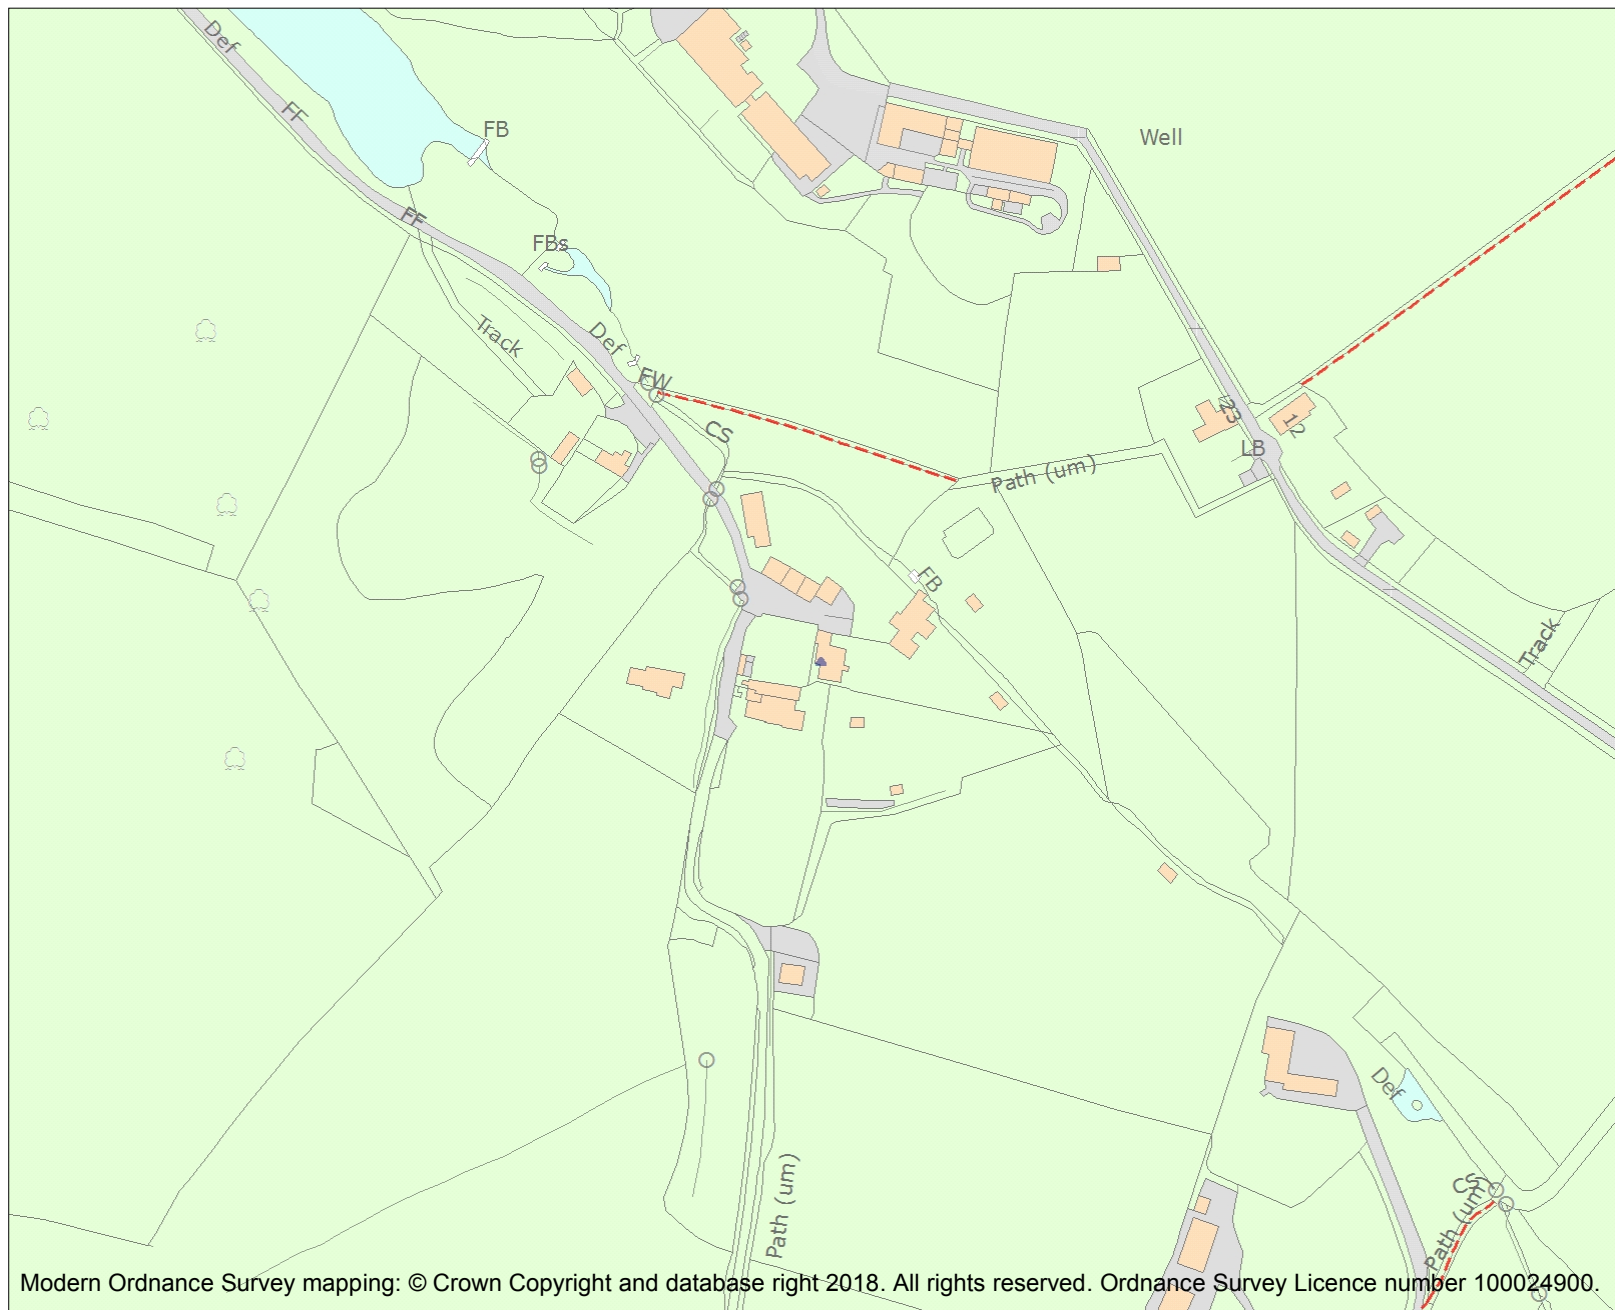 Def
FF
FB
Well
FF
FBs
Track
Def
FW
23
12
CS
LB
Path (um)
FB
Track
Def
Path (um)
CS
Path (um)
Modern Ordnance Survey mapping: © Crown Copyright and database right 2018. All rights reserved. Ordnance Survey Licence number 100024900.